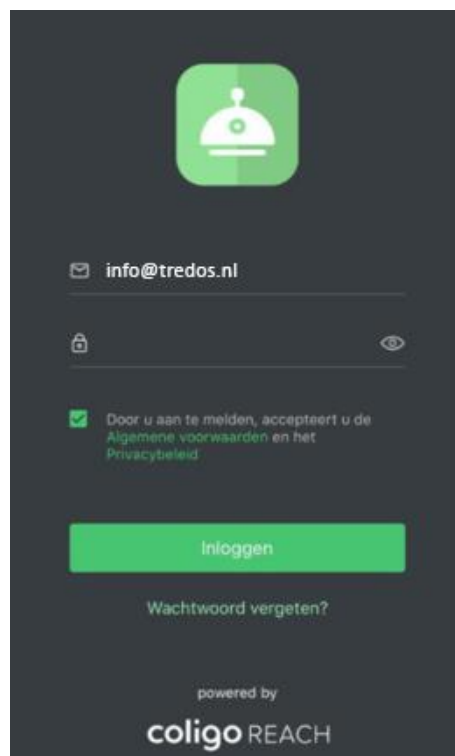 info@tredos.nl
Door u aan te melden, accepteert u de
Algemene voorwaarden en het
Privacybeleid
Inloggen
Wachtwoord vergeten?
powered by
coligo REACH